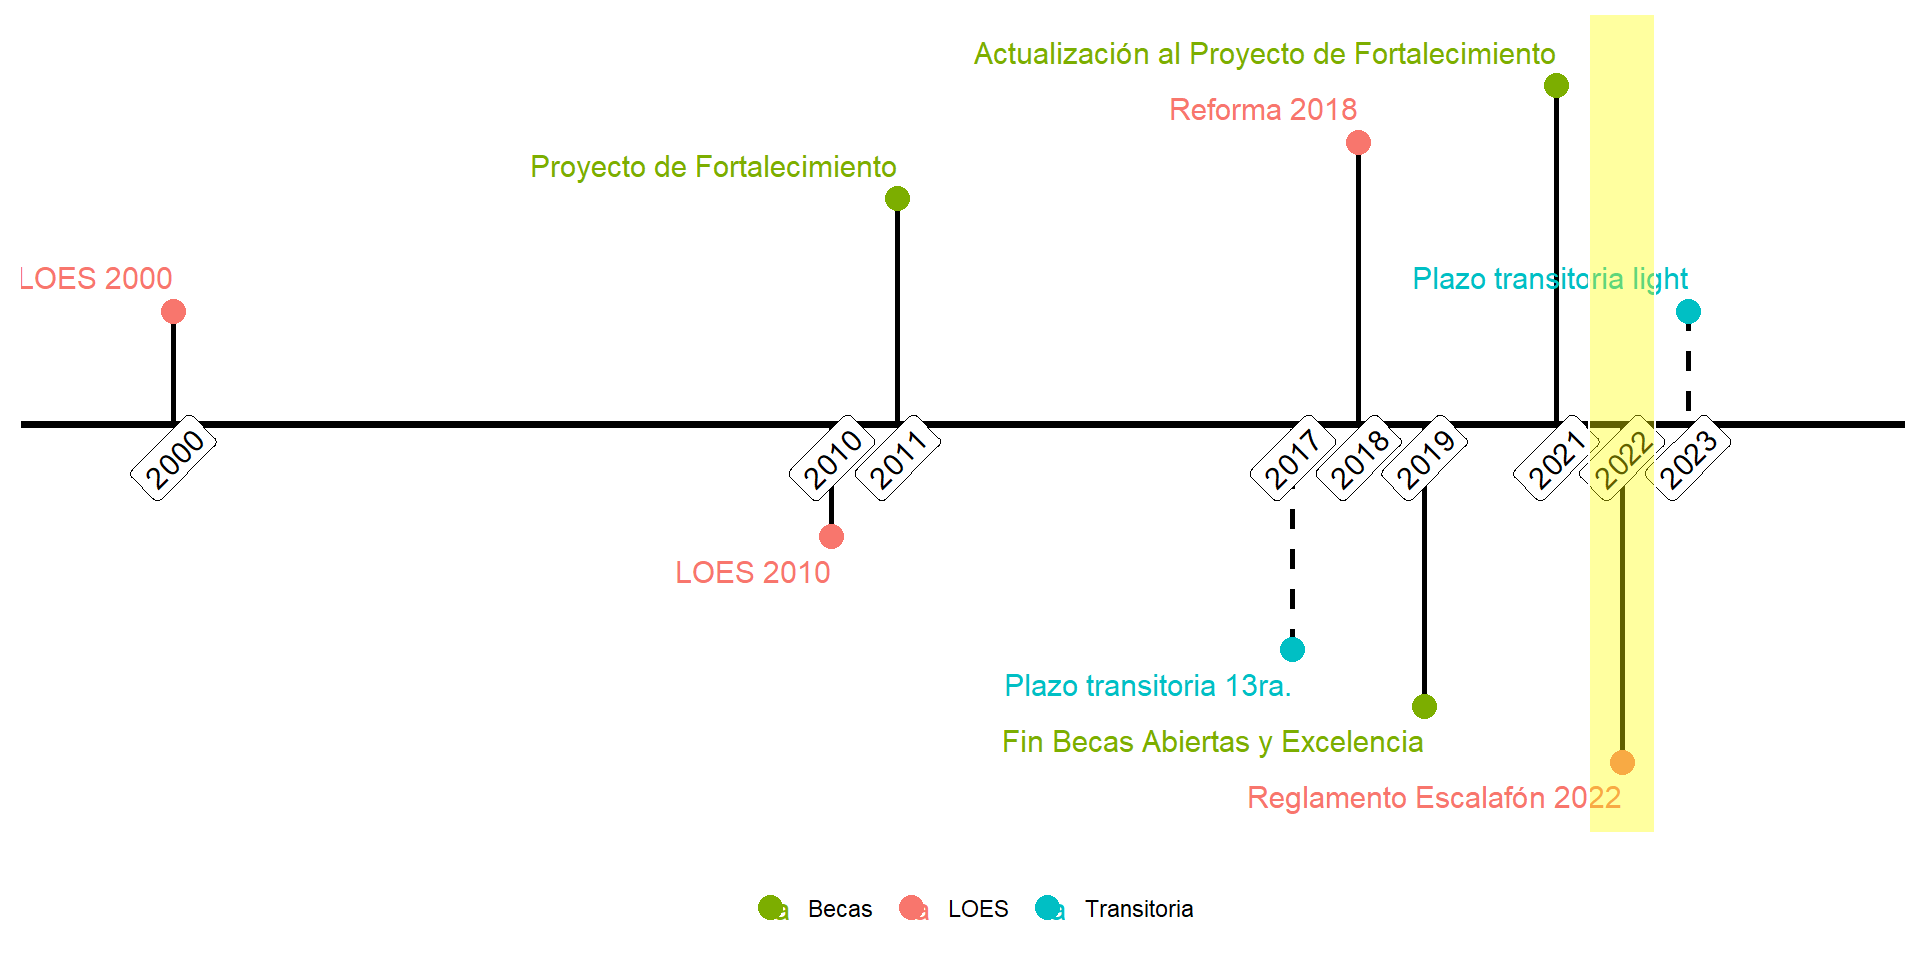 Actualización al Proyecto de Fortalecimiento
Reforma 2018
Proyecto de Fortalecimiento
LOES 2000
Plazo transitoria light
2000
2010
2011
2017
2018
2019
2021
2022
2023
LOES 2010
Plazo transitoria 13ra.
Fin Becas Abiertas y Excelencia
Reglamento Escalafón 2022
a Becas a LOES a Transitoria